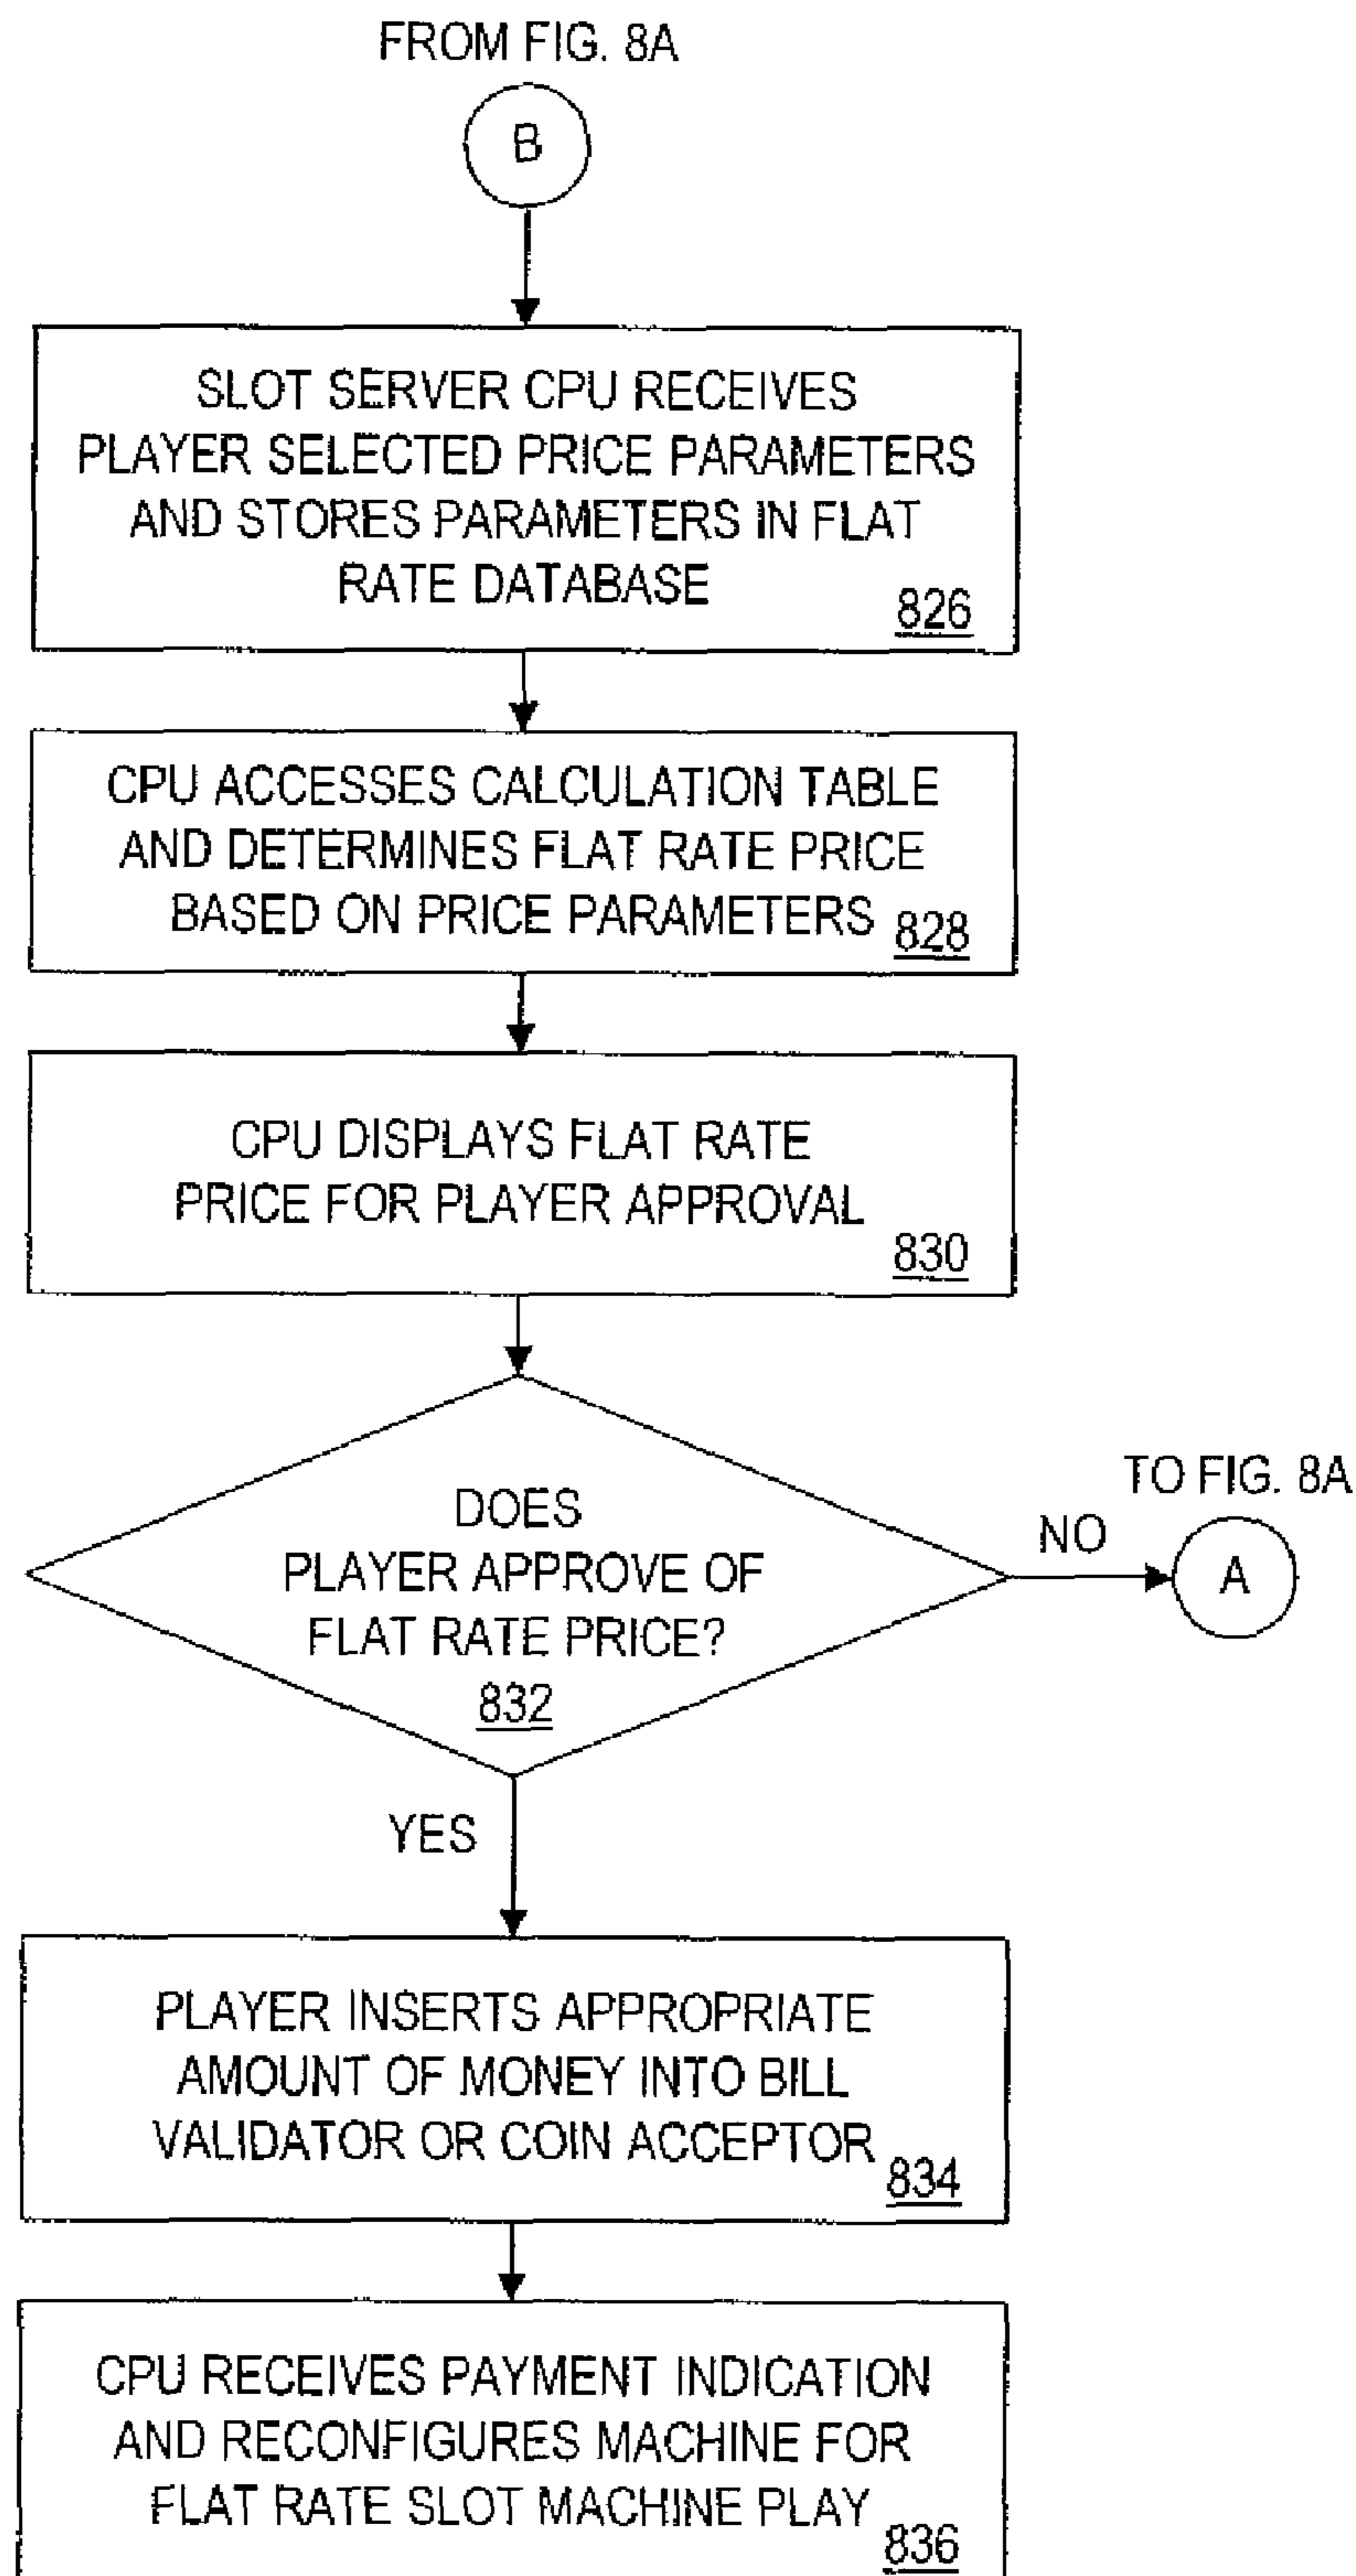 FROM FIG. 8A
B
SLOT SERVER CPU RECEIVES
PLAYER SELECTED PRICE PARAMETERS
AND STORES PARAMETERS IN FLAT
RATE DATABASE
826
CPU ACCESSES CALCULATION TABLE
AND DETERMINES FLAT RATE PRICE
BASED ON PRICE PARAMETERS
828
CPU DISPLAYS FLAT RATE
PRICE FOR PLAYER APPROVAL
830
DOES
PLAYER APPROVE OF
FLAT RATE PRICE?
832
NO
TO FIG. 8A
A
YES
PLAYER INSERTS APPROPRIATE
AMOUNT OF MONEY INTO BILL
VALIDATOR OR COIN ACCEPTOR
834
CPU RECEIVES PAYMENT INDICATION
AND RECONFIGURES MACHINE FOR
FLAT RATE SLOT MACHINE PLAY
836